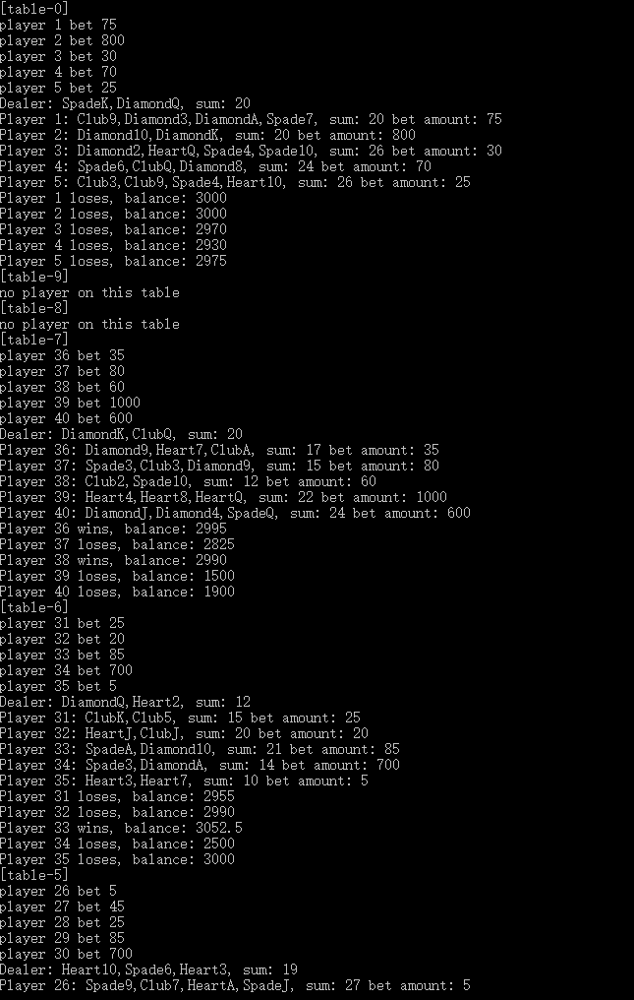 [table-0]
player 1 bet 75
player 2 bet 800
player 3 bet 30
player 4 bet 70
player 5 bet 25
Dealer: SpadeK,DiamondQ, sum: 20
Player 1: Club9,Diamond3,DiamondA,Spade7, sum: 20 bet amount: 75
Player 2: Diamond10,DiamondK, sum: 20 bet amount: 800
Player 3: Diamond2,HeartQ,Spade4,Spade10, sum: 26 bet amount: 30
Player 4: Spade6,ClubQ,Diamond8, sum: 24 bet amount: 70
Player 5: Club3,Club9,Spade4,Heart10, sum: 26 bet amount: 25
Player 1 loses, balance: 3000
Player 2 loses, balance: 3000
Player 3 loses, balance: 2970
Player 4 loses, balance: 2930
Player 5 loses, balance: 2975
[table-9]
no player on this table
[table-8]
no player on this table
[table-7]
player 36 bet 35
player 37 bet 80
player 38 bet 60
player 39 bet 1000
player 40 bet 600
Dealer: DiamondK,ClubQ, sum: 20
Player 36: Diamond9,Heart7,ClubA, sum: 17 bet amount: 35
Player 37: Spade3,Club3,Diamond9, sum: 15 bet amount: 80
Player 38: Club2,Spade10, sum: 12 bet amount: 60
Player 39: Heart4,Heart8,HeartQ, sum: 22 bet amount: 1000
Player 40: DiamondJ,Diamond4,SpadeQ, sum: 24 bet amount: 600
Player 36 wins, balance: 2995
Player 37 loses, balance: 2825
Player 38 wins, balance: 2990
Player 39 loses, balance: 1500
Player 40 loses, balance: 1900
[table-6]
player 31 bet 25
player 32 bet 20
player 33 bet 85
player 34 bet 700
player 35 bet 5
Dealer: DiamondQ,Heart2, sum: 12
Player 31: ClubK,Club5, sum: 15 bet amount: 25
Player 32: HeartJ,ClubJ, sum: 20 bet amount: 20
Player 33: SpadeA,Diamond10, sum: 21 bet amount: 85
Player 34: Spade3,DiamondA, sum: 14 bet amount: 700
Player 35: Heart3,Heart7, sum: 10 bet amount: 5
Player 31 loses, balance: 2955
Player 32 loses, balance: 2990
Player 33 wins, balance: 3052.5
Player 34 loses, balance: 2500
Player 35 loses, balance: 3000
[table-5]
player 26 bet 5
player 27 bet 45
player 28 bet 25
player 29 bet 85
player 30 bet 700
Dealer: Heart10,Spade6,Heart3, sum: 19
Player 26: Spade9,Club7,HeartA,SpadeJ, sum: 27 bet amount: 5